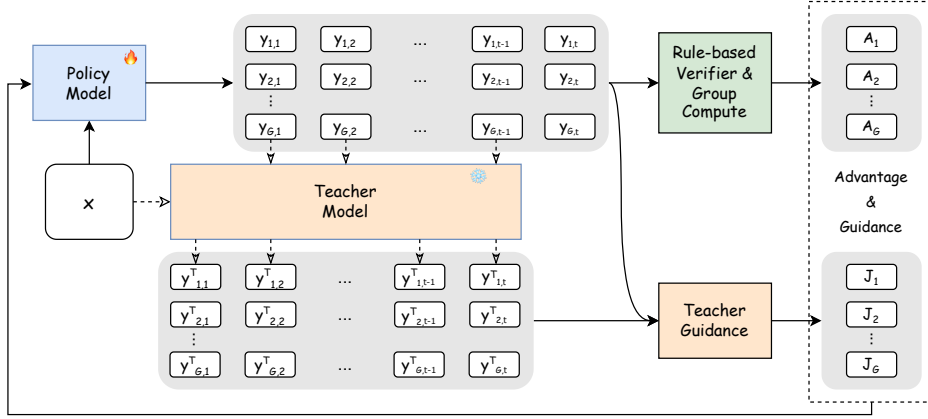 Policy
Model
x
y1,1 y1,2 ... y1,t-1 y1,t
y2,1 y2,2 ... y2,t-1 y2,t
⋮
yG,1 yG,2 ... yG,t-1 yG,t
Teacher
Model
yT1,1 yT1,2 ... yT1,t-1 yT1,t
yT2,1 yT2,2 ... yT2,t-1 yT2,t
⋮
yTG,1 yTG,2 ... yTG,t-1 yTG,t
Rule-based
Verifier &
Group
Compute
Teacher
Guidance
A1
A2
⋮
AG
Advantage
&
Guidance
J1
J2
⋮
JG